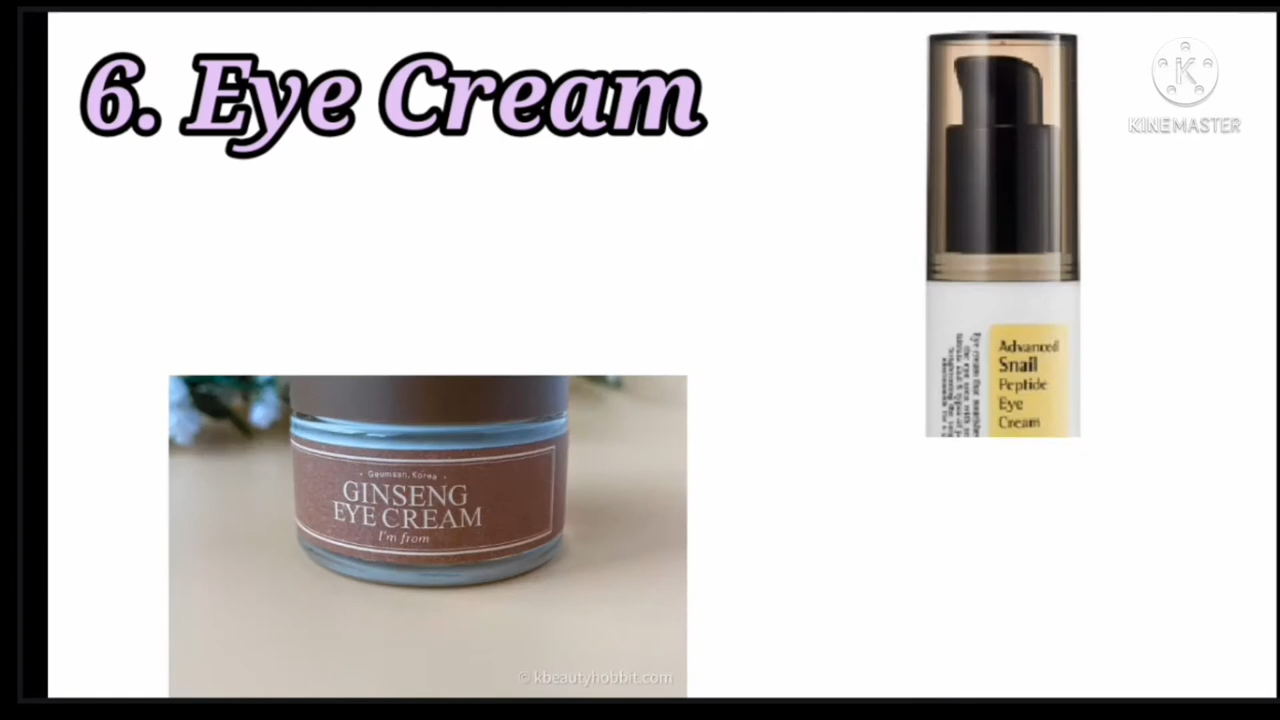 6. Eye Cream
KINEMASTER
Advanced
Snail
Peptide
Eye
Cream
Geumsan, Korea
GINSENG
EYE CREAM
I'm from
© kbeautyhobbit.com